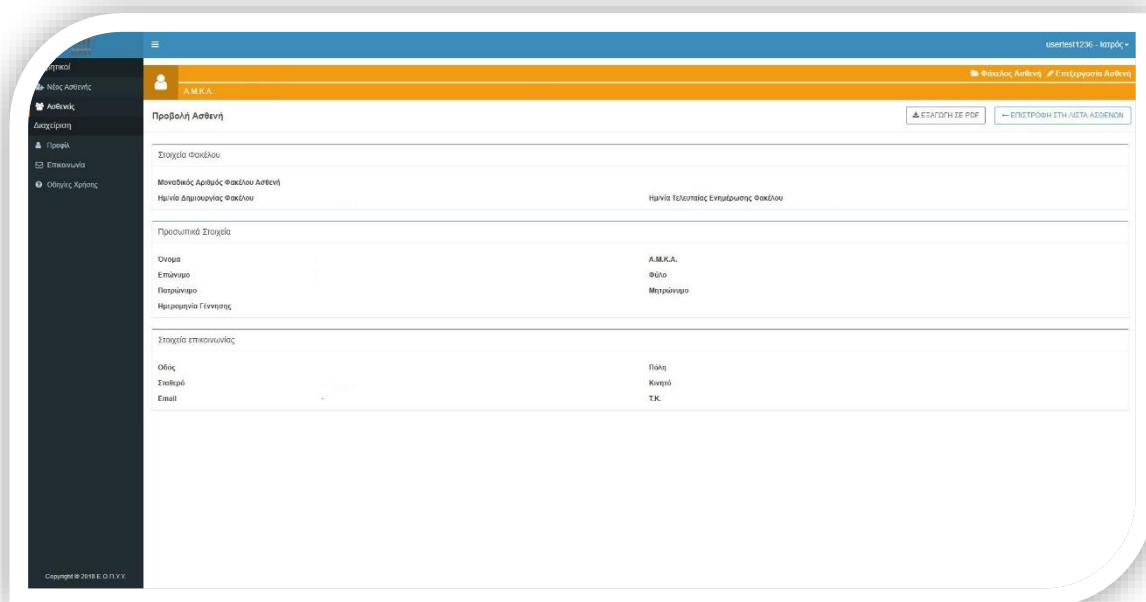 usertest1236 - Ιατρός
Νέος Ασθενής
Ασθενείς
Διαχείριση
Προφίλ
Επικοινωνία
Οδηγίες Χρήσης
Φάκελος Ασθενή Επεξεργασία Ασθενή
Α.Μ.Κ.Α.
Προβολή Ασθενή
ΕΞΑΓΩΓΗ ΣΕ PDF ← ΕΠΙΣΤΡΟΦΗ ΣΤΗ ΛΙΣΤΑ ΑΣΘΕΝΩΝ
Στοιχεία Φακέλου
Μοναδικός Αριθμός Φακέλου Ασθενή
Ημ/νία Δημιουργίας Φακέλου Ημ/νία Τελευταίας Ενημέρωσης Φακέλου
Προσωπικά Στοιχεία
Όνομα Α.Μ.Κ.Α.
Επώνυμο Φύλο
Πατρώνυμο Μητρώνυμο
Ημερομηνία Γέννησης
Στοιχεία επικοινωνίας
Οδός Πόλη
Σταθερό Κινητό
Email - Τ.Κ.
Copyright © 2018 Ε.Ο.Π.Υ.Υ.